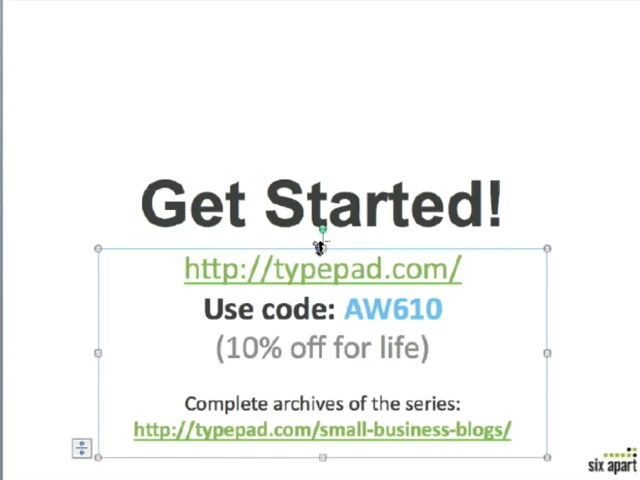 Get Started!
http://typepad.com/
Use code: AW610
(10% off for life)
Complete archives of the series:
http://typepad.com/small-business-blogs/
six apart